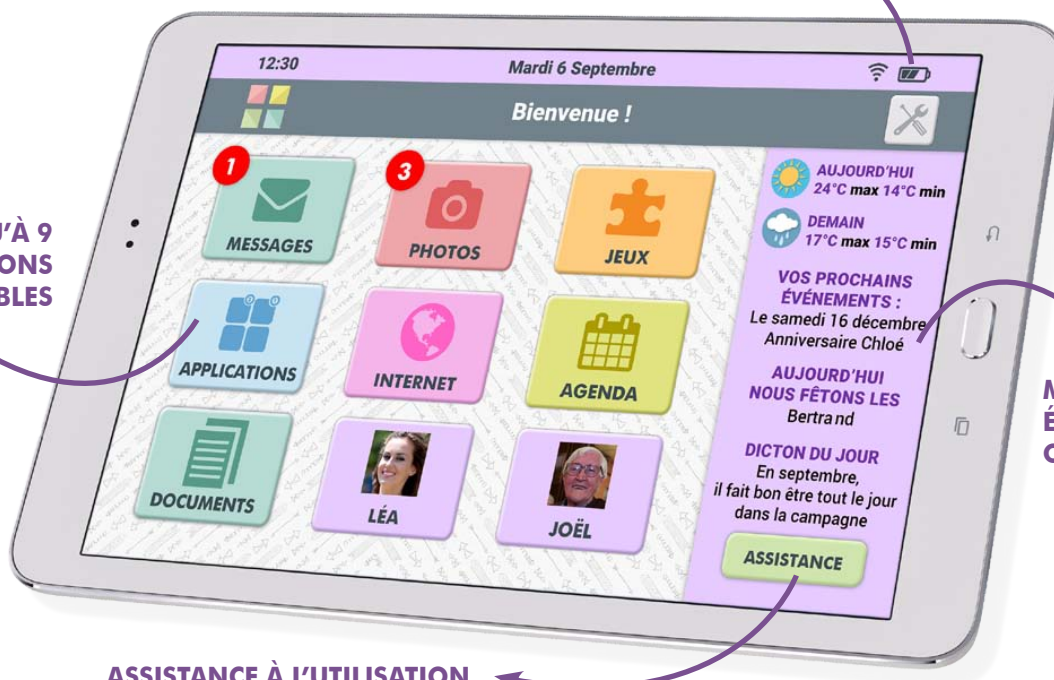 12:30
Mardi 6 Septembre
Bienvenue !
1
MESSAGES
3
PHOTOS
JEUX
APPLICATIONS
INTERNET
AGENDA
DOCUMENTS
LÉA
JOËL
AUJOURD'HUI
24°C max 14°C min
DEMAIN
17°C max 15°C min
VOS PROCHAINS
ÉVÉNEMENTS :
Le samedi 16 décembre
Anniversaire Chloé
AUJOURD'HUI
NOUS FÊTONS LES
Bertrand
DICTON DU JOUR
En septembre,
il fait bon être tout le jour
dans la campagne
ASSISTANCE
U'À 9
ONS
BLES
M
É
C
ASSISTANCE À L'UTILISATION